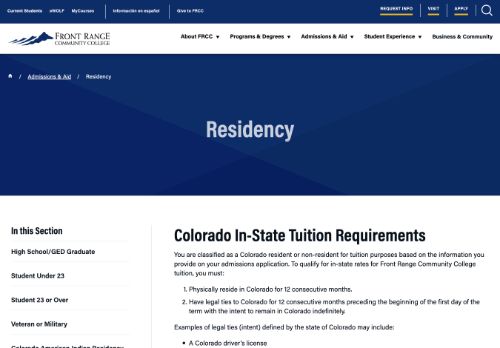 Current Students eWOLF MyCourses Información en español Give to FRCC REQUEST INFO VISIT APPLY
FRONT RANGE
COMMUNITY COLLEGE
About FRCC Programs & Degrees Admissions & Aid Student Experience Business & Community
/ Admissions & Aid / Residency
Residency
In this Section
High School/GED Graduate
Student Under 23
Student 23 or Over
Veteran or Military
Colorado American Indian Residency
Colorado In-State Tuition Requirements
You are classified as a Colorado resident or non-resident for tuition purposes based on the information you
provide on your admissions application. To qualify for in-state rates for Front Range Community College
tuition, you must:
1. Physically reside in Colorado for 12 consecutive months.
2. Have legal ties to Colorado for 12 consecutive months preceding the beginning of the first day of the
term with the intent to remain in Colorado indefinitely.
Examples of legal ties (intent) defined by the state of Colorado may include:
• A Colorado driver's license